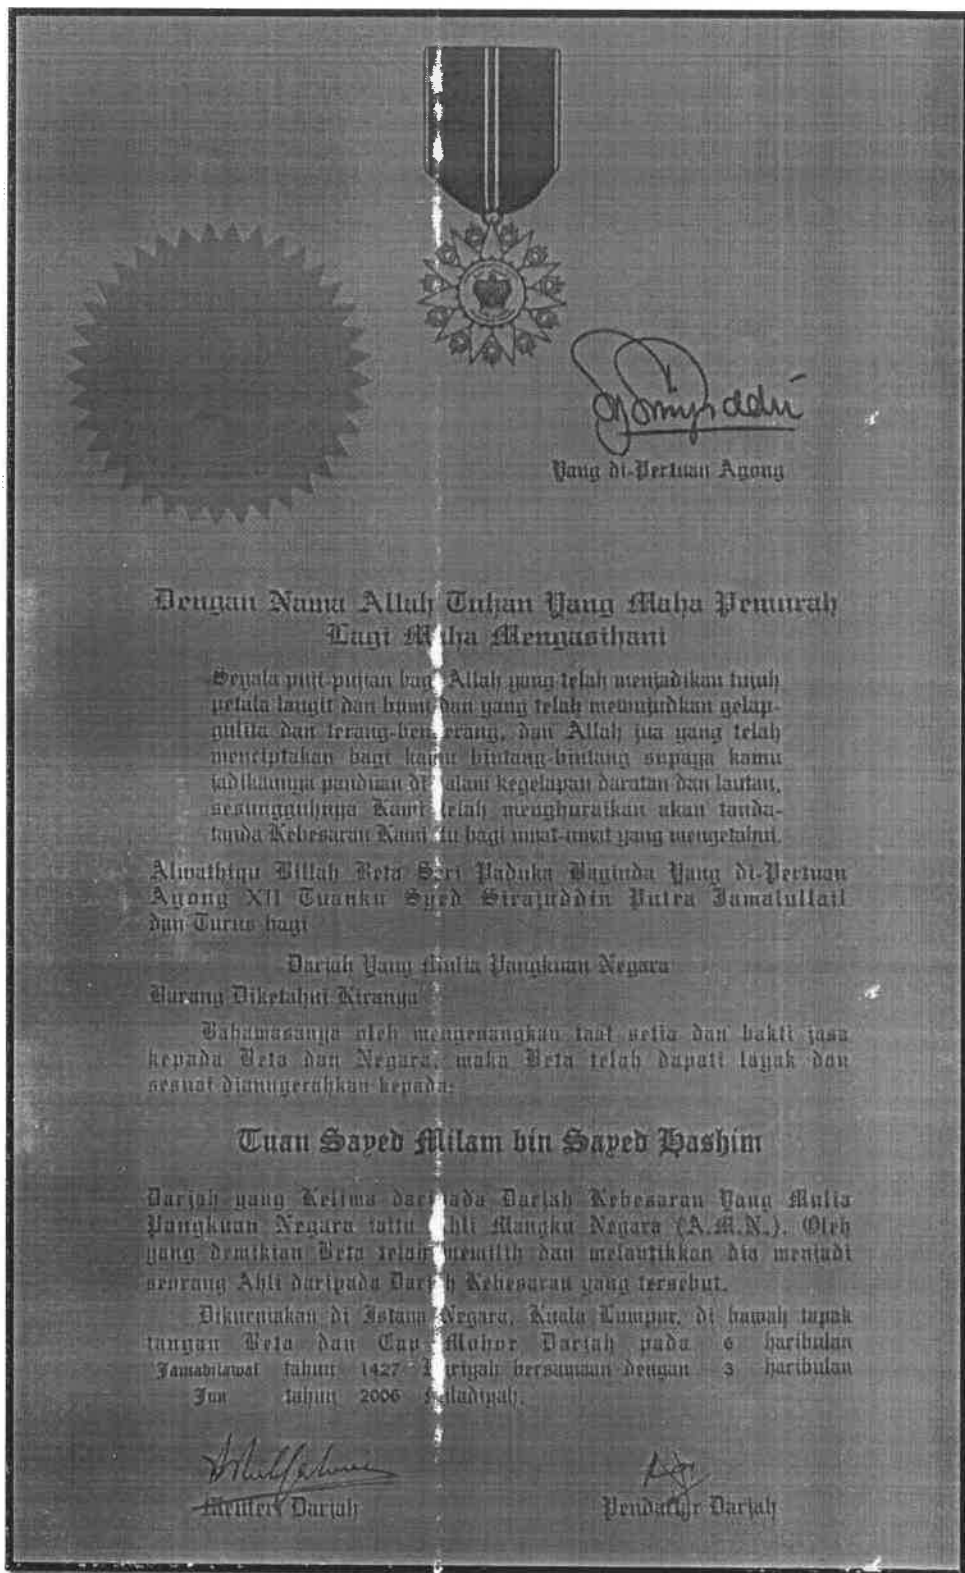 Yang di-Pertuan Agong
Dengan Nama Allah Tuhan Yang Maha Pemurah
Lagi Maha Mengasihani
Segala puji-pujian bagi Allah yang telah menjadikan tujuh
petala langit dan bumi dan yang telah mewujudkan gelap-
gulita dan terang-benderang, dan Allah jua yang telah
menciptakan bagi kamu bintang-bintang supaya kamu
jadikannya panduan di dalam kegelapan daratan dan lautan,
sesungguhnya Kami telah menghuraikan akan tanda-
tanda Kebesaran Kami itu bagi umat-umat yang mengetahui.
Alwathiqu Billah Beta Seri Paduka Baginda Yang di-Pertuan
Agong XII Tuanku Syed Sirajuddin Putra Jamalullail
dan Turus bagi
Darjah Yang Mulia Pangkuan Negara
Barang Diketahui Kiranya
Bahawasanya oleh mengenangkan taat setia dan bakti jasa
kepada Beta dan Negara, maka Beta telah dapati layak dan
sesuai dianugerahkan kepada:
Tuan Sayed Milam bin Sayed Hashim
Darjah yang Kelima daripada Darjah Kebesaran Yang Mulia
Pangkuan Negara iaitu Ahli Mangku Negara (A.M.N.). Oleh
yang demikian Beta telah memilih dan melantikkan dia menjadi
seorang Ahli daripada Darjah Kebesaran yang tersebut.
Dikurniakan di Istana Negara, Kuala Lumpur, di bawah tapak
tangan Beta dan Cap Mohor Darjah pada 6 haribulan
Jamadilawal tahun 1427 Hijriyah bersamaan dengan 3 haribulan
Jun tahun 2006 Miladiyah.
Menteri Darjah
Pendaftar Darjah